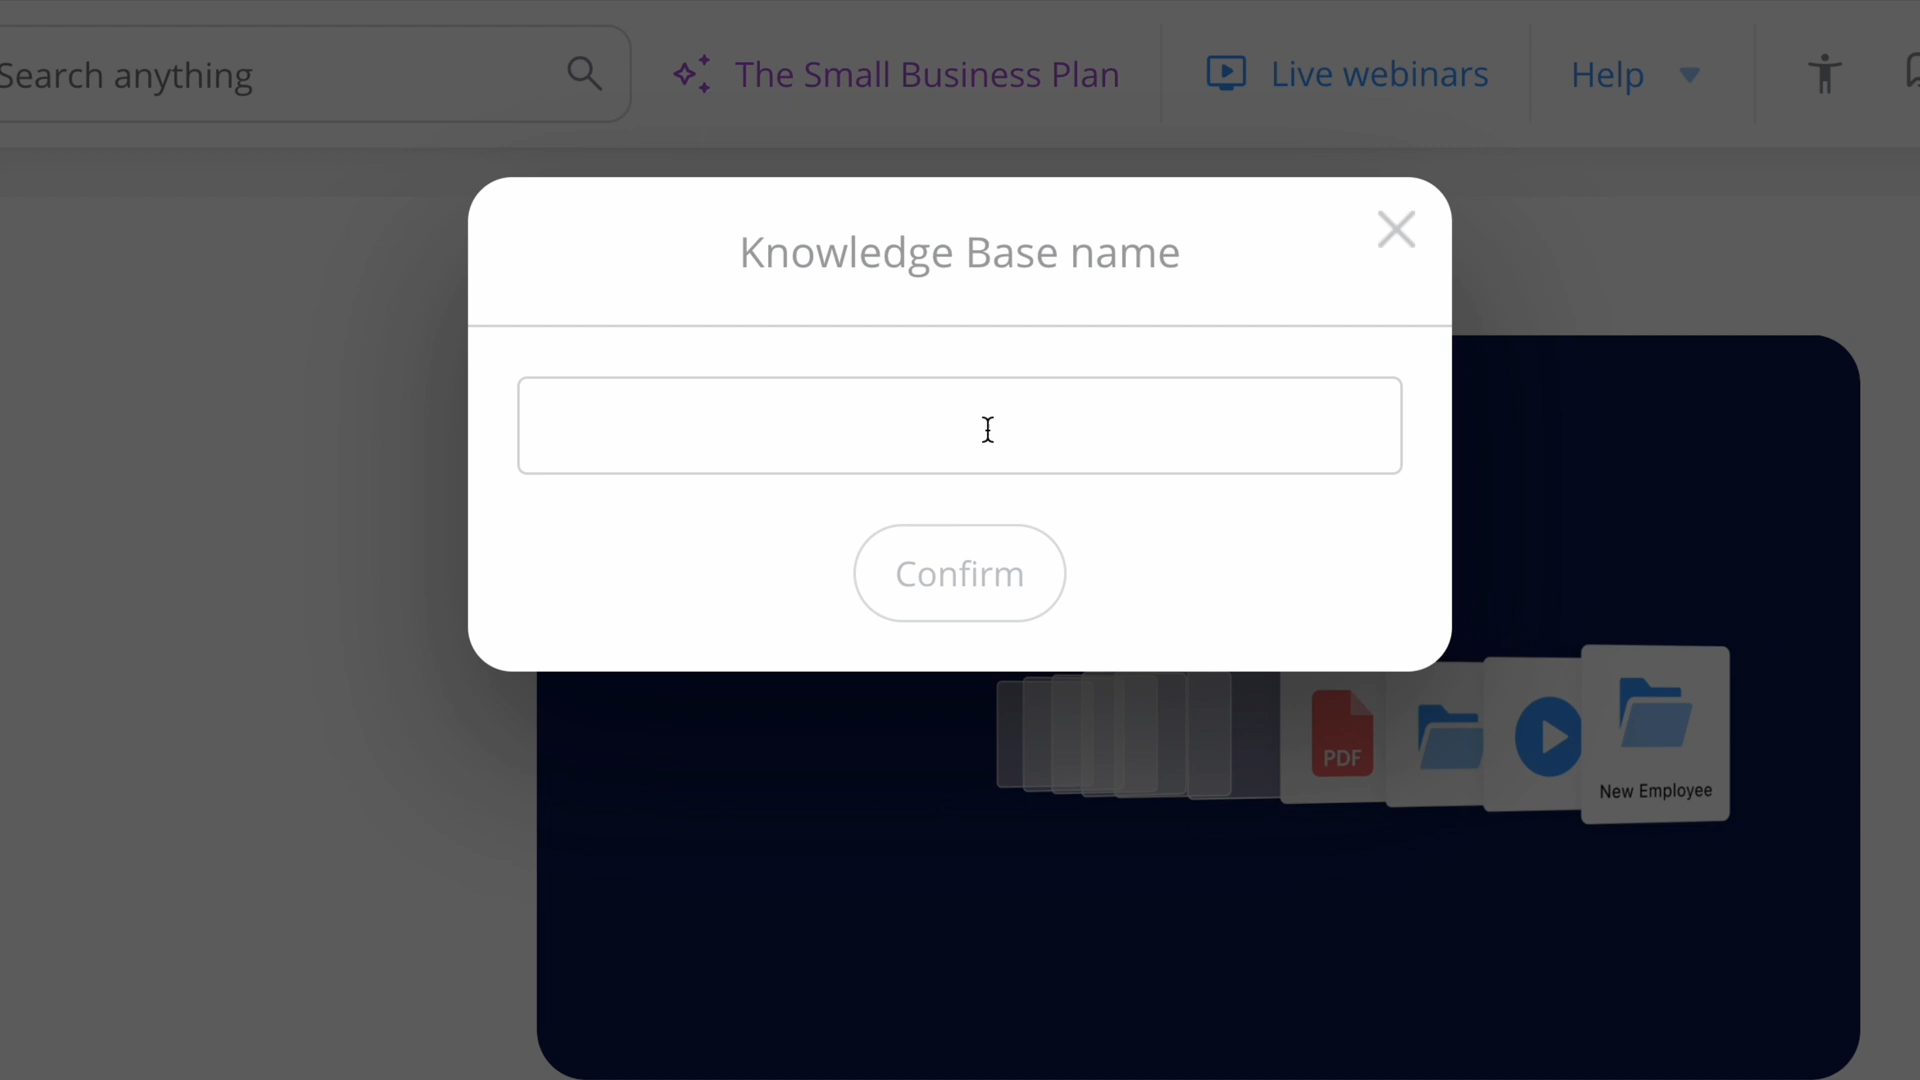 Search anything
The Small Business Plan
Live webinars
Help
Knowledge Base name
Confirm
PDF
New Employee